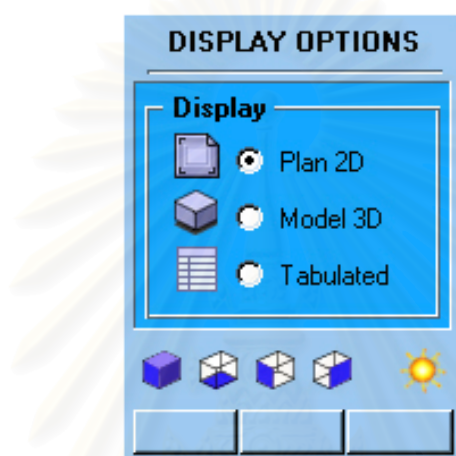 DISPLAY OPTIONS
Display
Plan 2D
Model 3D
Tabulated